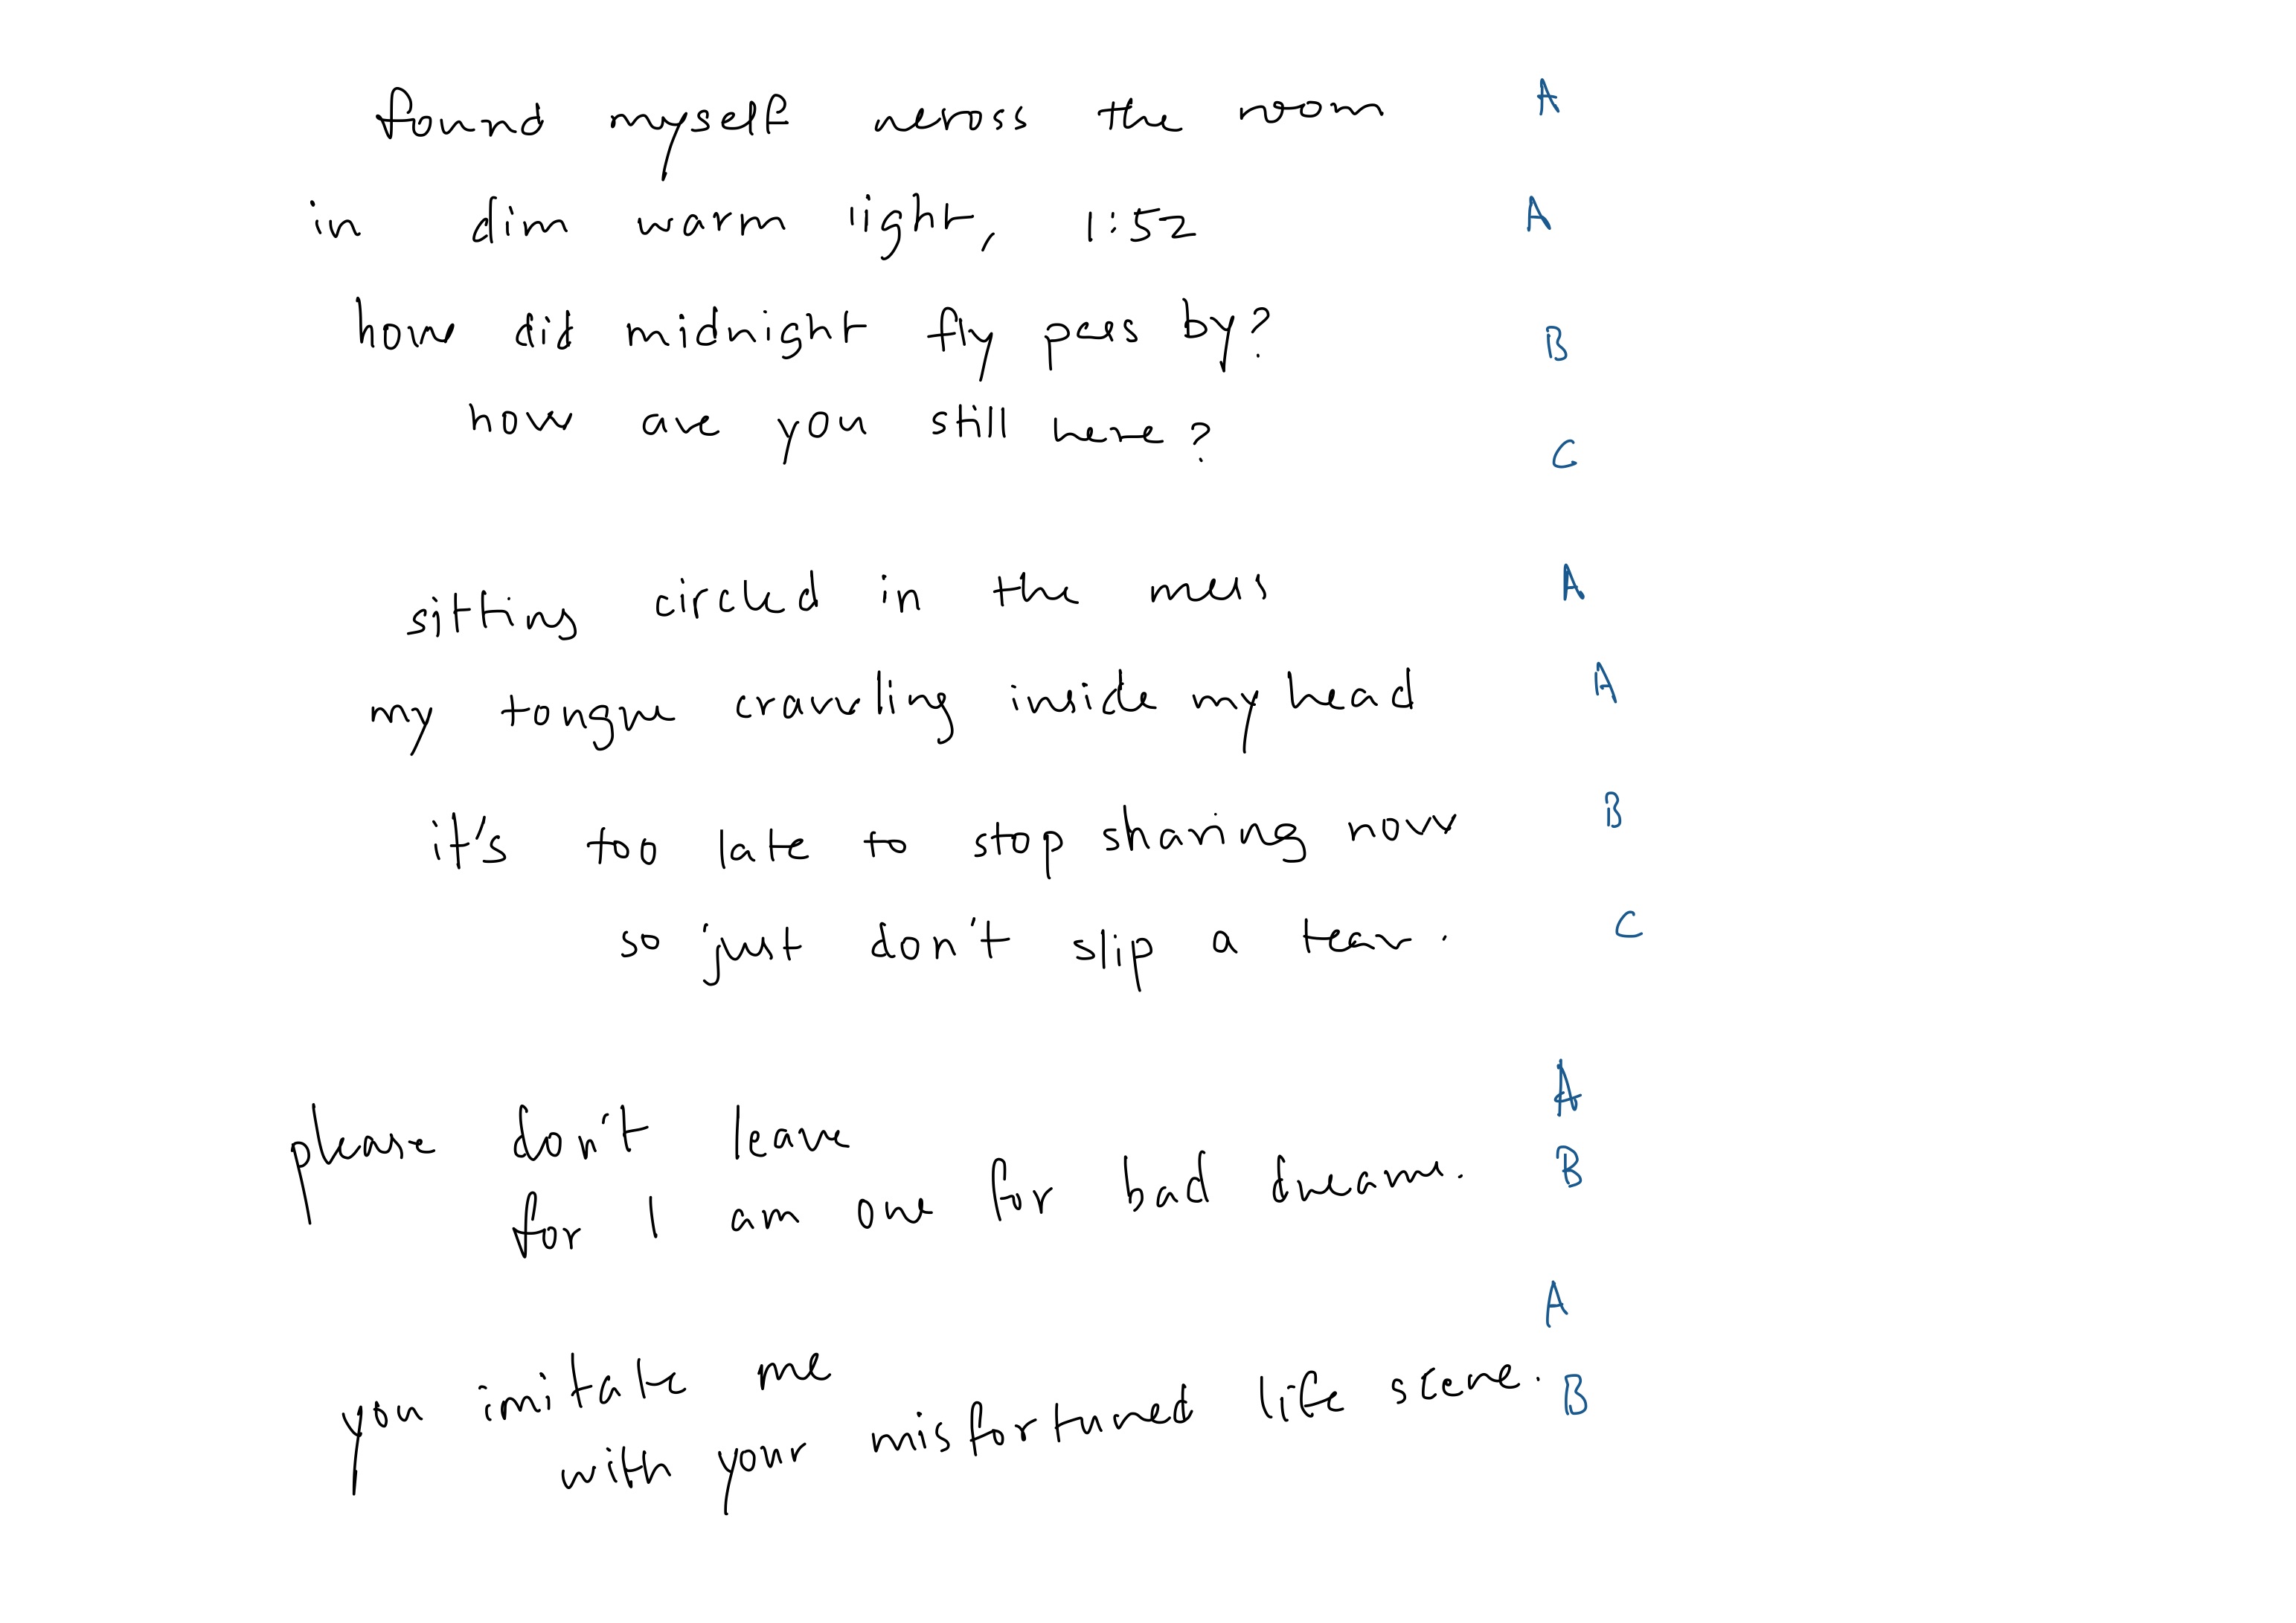 found myself across the room A
in dim warm light, 1:52 A
how did midnight fly pass by? B
how are you still here? C
sitting circled in the mess A
my tongue crawling inside my head A
it's too late to stop sharing now B
so just don't slip a tear. C
please don't leave A
for I am one for bad dreams. B
you imitate me A
with your misfortuned life scene. B